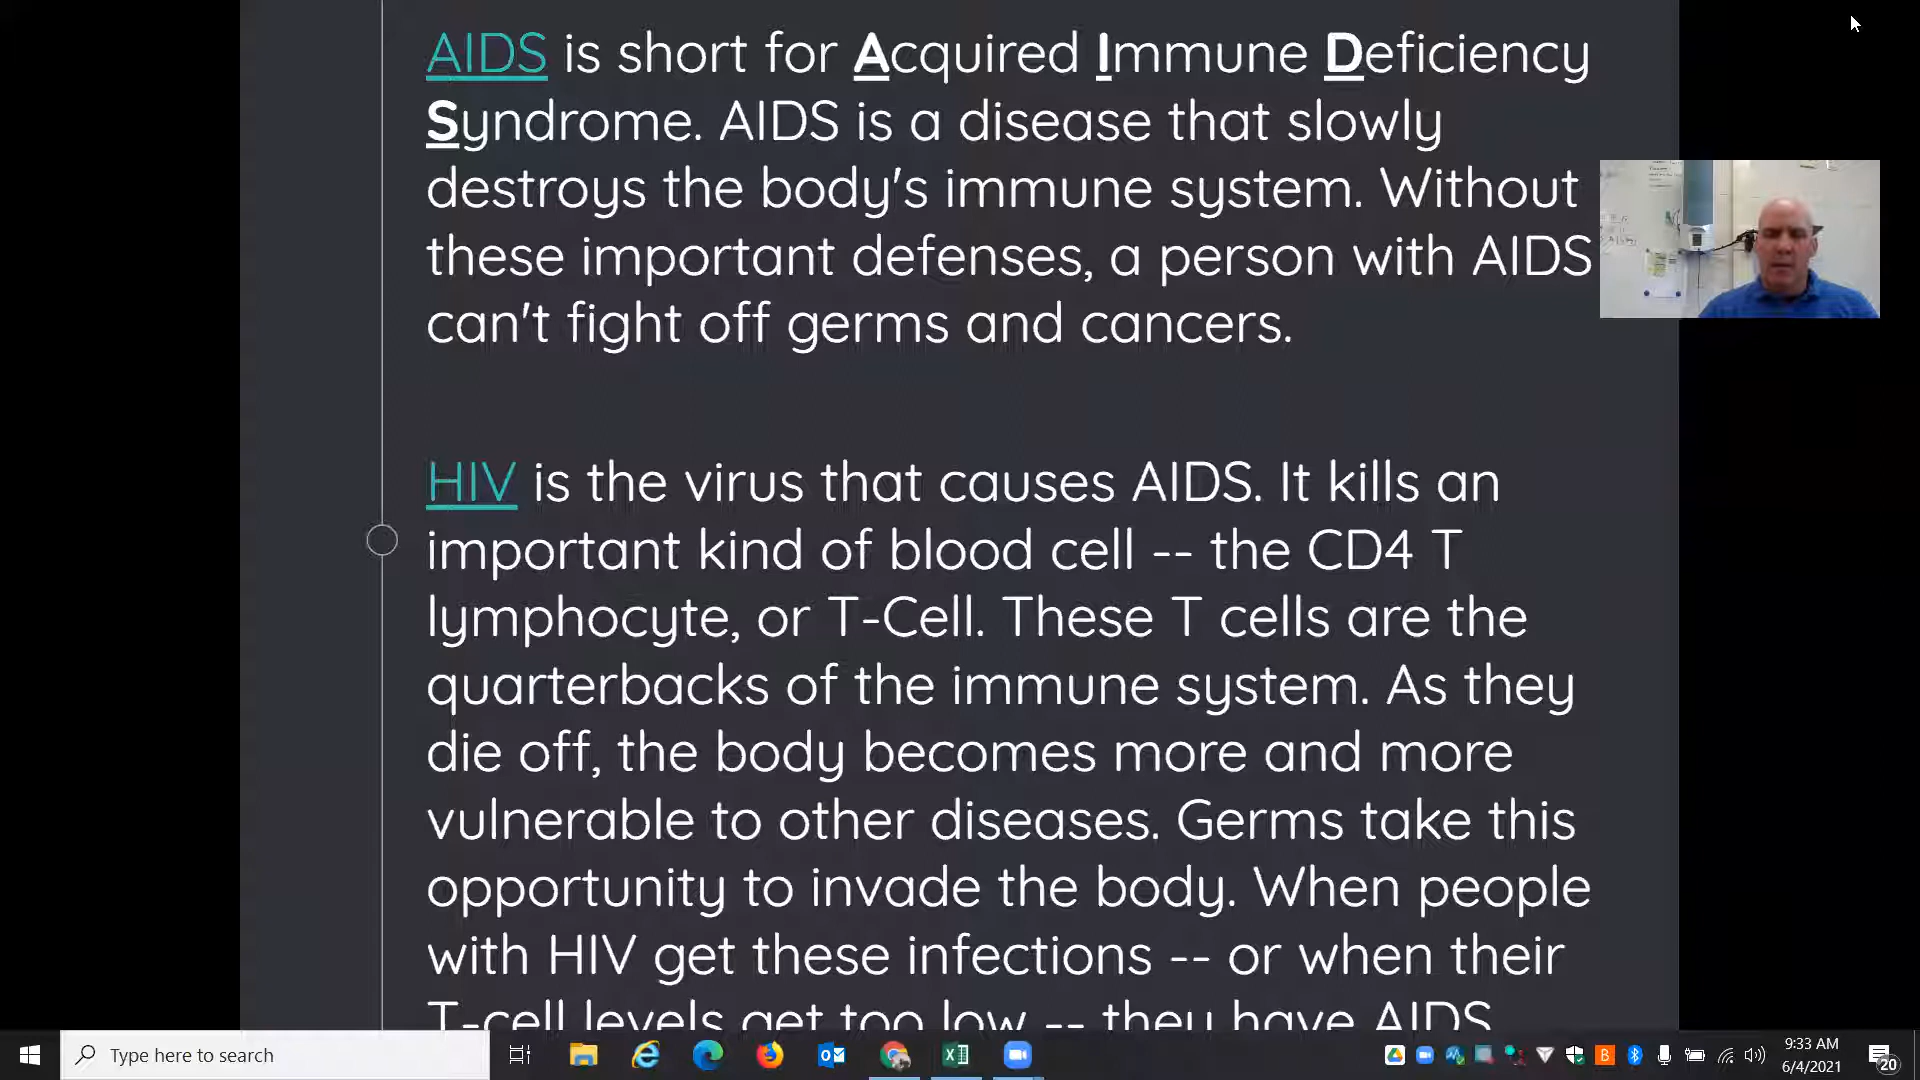 AIDS is short for Acquired Immune Deficiency
Syndrome. AIDS is a disease that slowly
destroys the body's immune system. Without
these important defenses, a person with AIDS
can't fight off germs and cancers.
HIV is the virus that causes AIDS. It kills an
important kind of blood cell -- the CD4 T
lymphocyte, or T-Cell. These T cells are the
quarterbacks of the immune system. As they
die off, the body becomes more and more
vulnerable to other diseases. Germs take this
opportunity to invade the body. When people
with HIV get these infections -- or when their
T-cell levels get too low -- they have AIDS
Type here to search
9:33 AM
6/4/2021
20